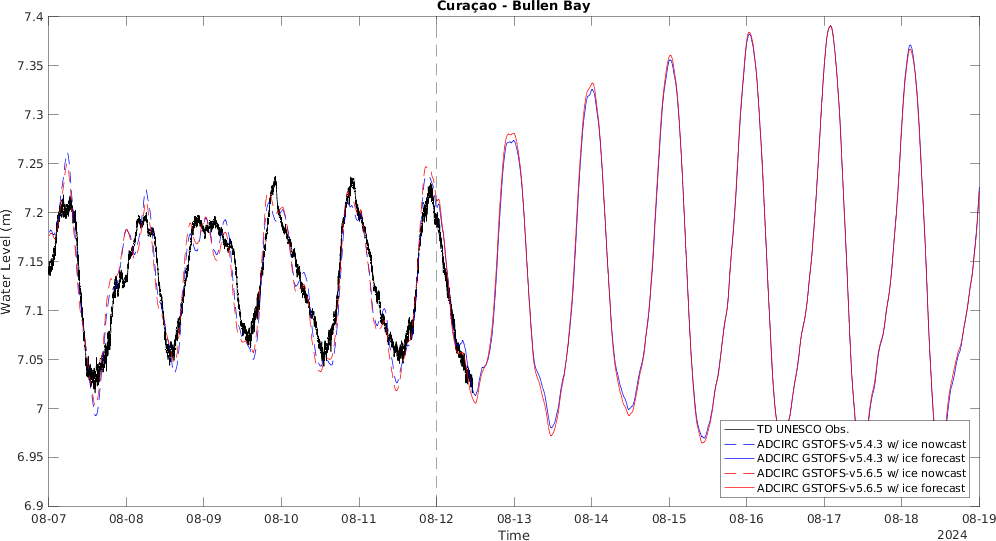 Curaçao - Bullen Bay
Water Level (m)
7.4
7.35
7.3
7.25
7.2
7.15
7.1
7.05
7
6.95
6.9
08-07 08-08 08-09 08-10 08-11 08-12 08-13 08-14 08-15 08-16 08-17 08-18 08-19
Time
2024
TD UNESCO Obs.
ADCIRC GSTOFS-v5.4.3 w/ ice nowcast
ADCIRC GSTOFS-v5.4.3 w/ ice forecast
ADCIRC GSTOFS-v5.6.5 w/ ice nowcast
ADCIRC GSTOFS-v5.6.5 w/ ice forecast